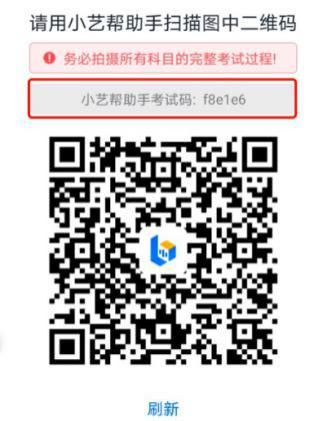 请用小艺帮助手扫描图中二维码
务必拍摄所有科目的完整考试过程!
小艺帮助手考试码: f8e1e6
刷新